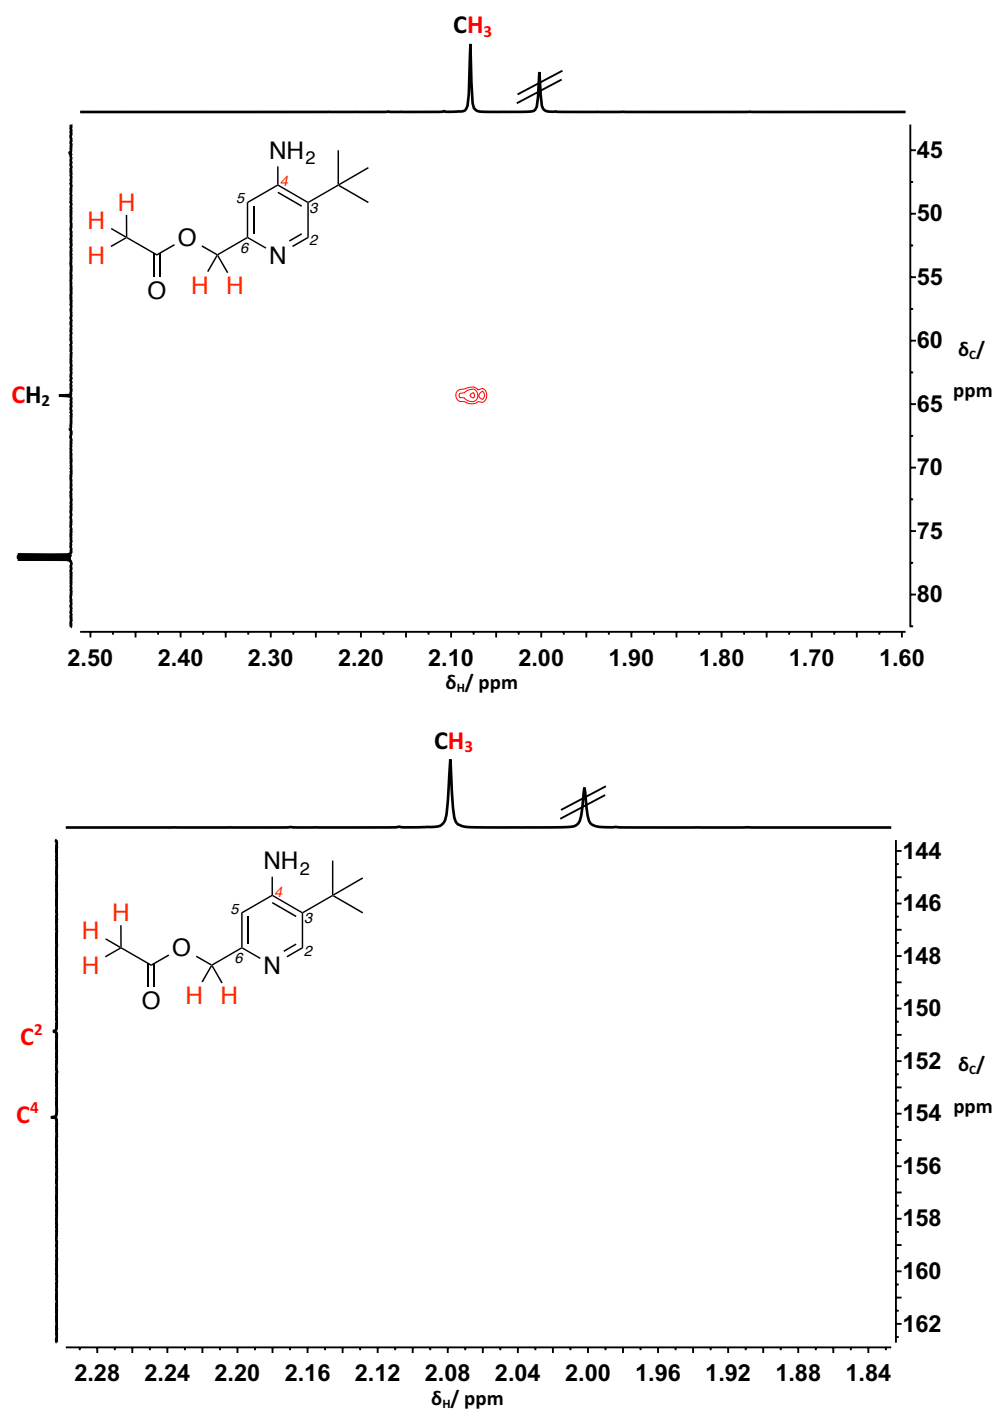 CH₃
NH₂
4
5
3
H
H
O
2
6
H
N
H H
O
45
50
55
60
δC/
65
ppm
CH₂
70
75
80
2.50 2.40 2.30 2.20 2.10 2.00 1.90 1.80 1.70 1.60
δH/ ppm
CH₃
144
NH₂
4
146
5
3
H
H
148
O
2
6
H
N
H H
O
150
C²
152
δC/
C⁴
154
ppm
156
158
160
162
2.28 2.24 2.20 2.16 2.12 2.08 2.04 2.00 1.96 1.92 1.88 1.84
δH/ ppm